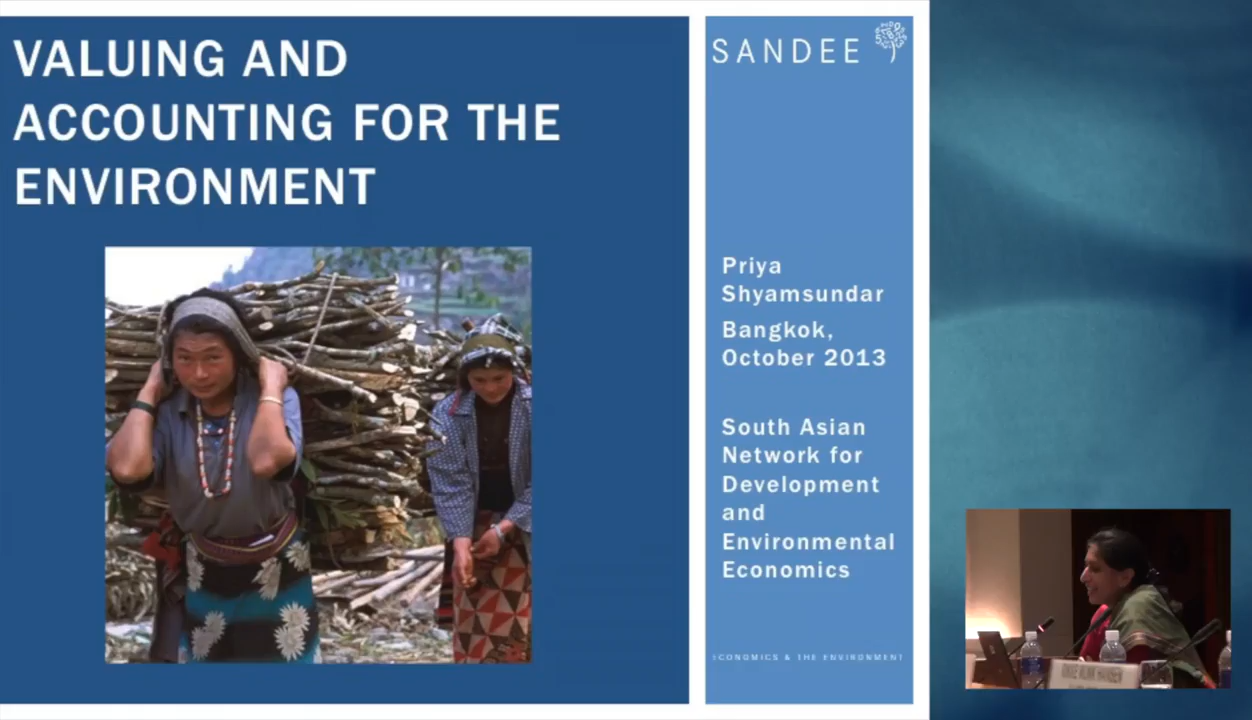 VALUING AND
ACCOUNTING FOR THE
ENVIRONMENT
SANDEE
Priya
Shyamsundar
Bangkok,
October 2013
South Asian
Network for
Development
and
Environmental
Economics
ECONOMICS & THE ENVIRONMENT